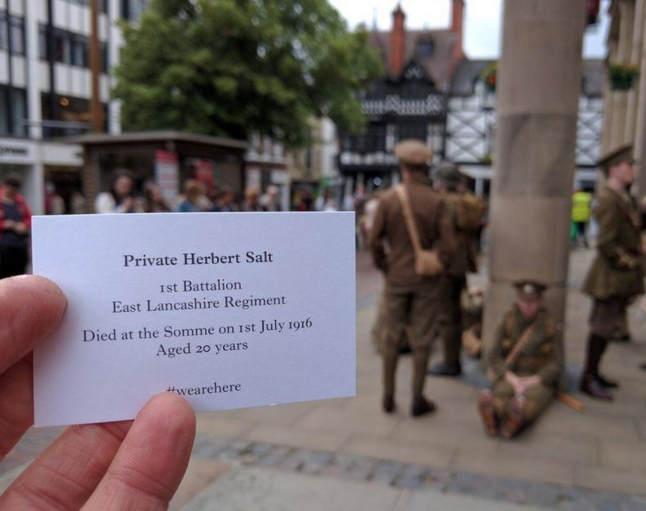 Private Herbert Salt
1st Battalion
East Lancashire Regiment
Died at the Somme on 1st July 1916
Aged 20 years
#wearehere